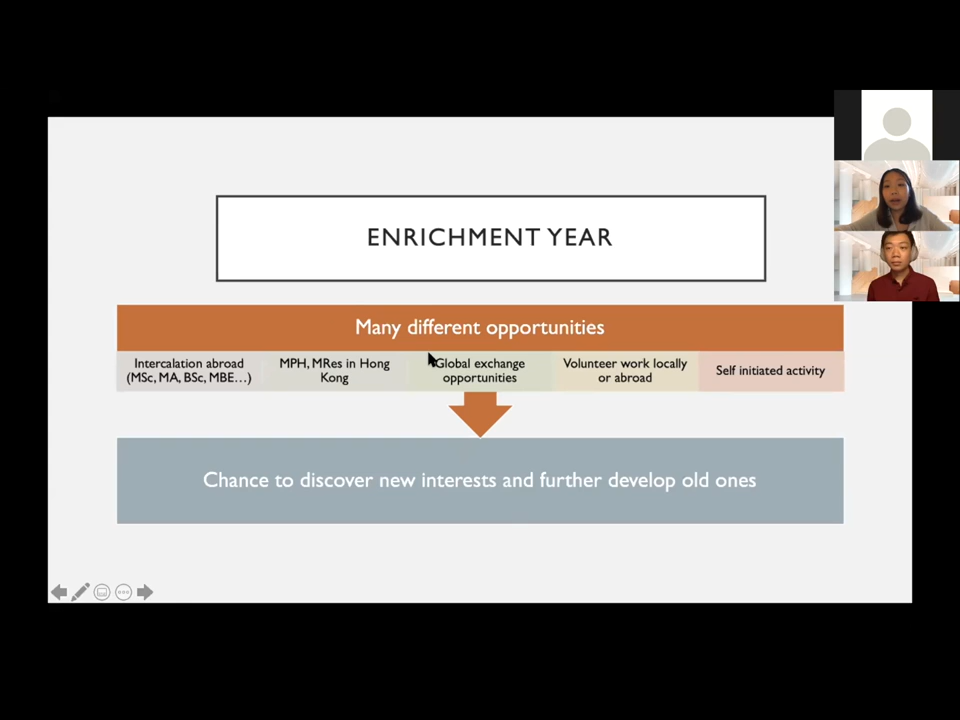 ENRICHMENT YEAR
Many different opportunities
Intercalation abroad
(MSc, MA, BSc, MBE…)
MPH, MRes in Hong
Kong
Global exchange
opportunities
Volunteer work locally
or abroad
Self initiated activity
Chance to discover new interests and further develop old ones